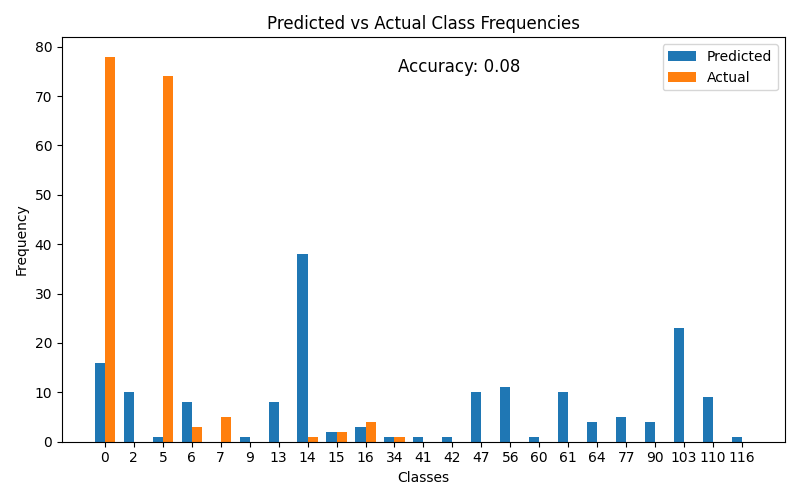 Predicted vs Actual Class Frequencies
Accuracy: 0.08
Predicted
Actual
Frequency
80
70
60
50
40
30
20
10
0
0 2 5 6 7 9 13 14 15 16 34 41 42 47 56 60 61 64 77 90 103 110 116
Classes